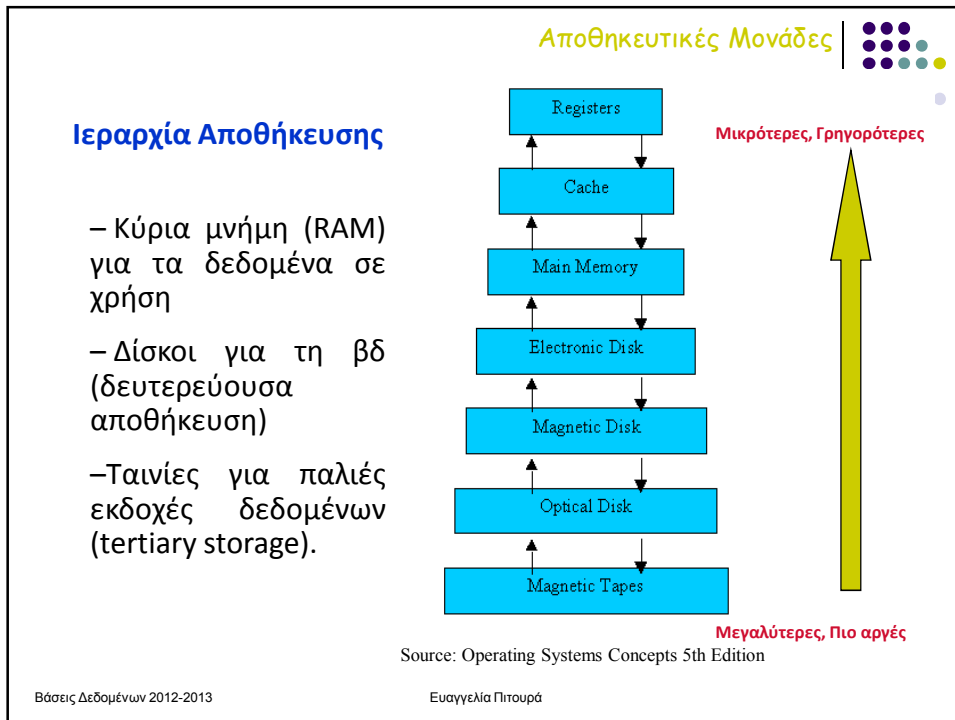 Αποθηκευτικές Μονάδες
Ιεραρχία Αποθήκευσης
– Κύρια μνήμη (RAM)
για τα δεδομένα σε
χρήση
– Δίσκοι για τη βδ
(δευτερεύουσα
αποθήκευση)
–Ταινίες για παλιές
εκδοχές δεδομένων
(tertiary storage).
Registers
Cache
Main Memory
Electronic Disk
Magnetic Disk
Optical Disk
Magnetic Tapes
Μικρότερες, Γρηγορότερες
Μεγαλύτερες, Πιο αργές
Source: Operating Systems Concepts 5th Edition
Βάσεις Δεδομένων 2012-2013
Ευαγγελία Πιτουρά